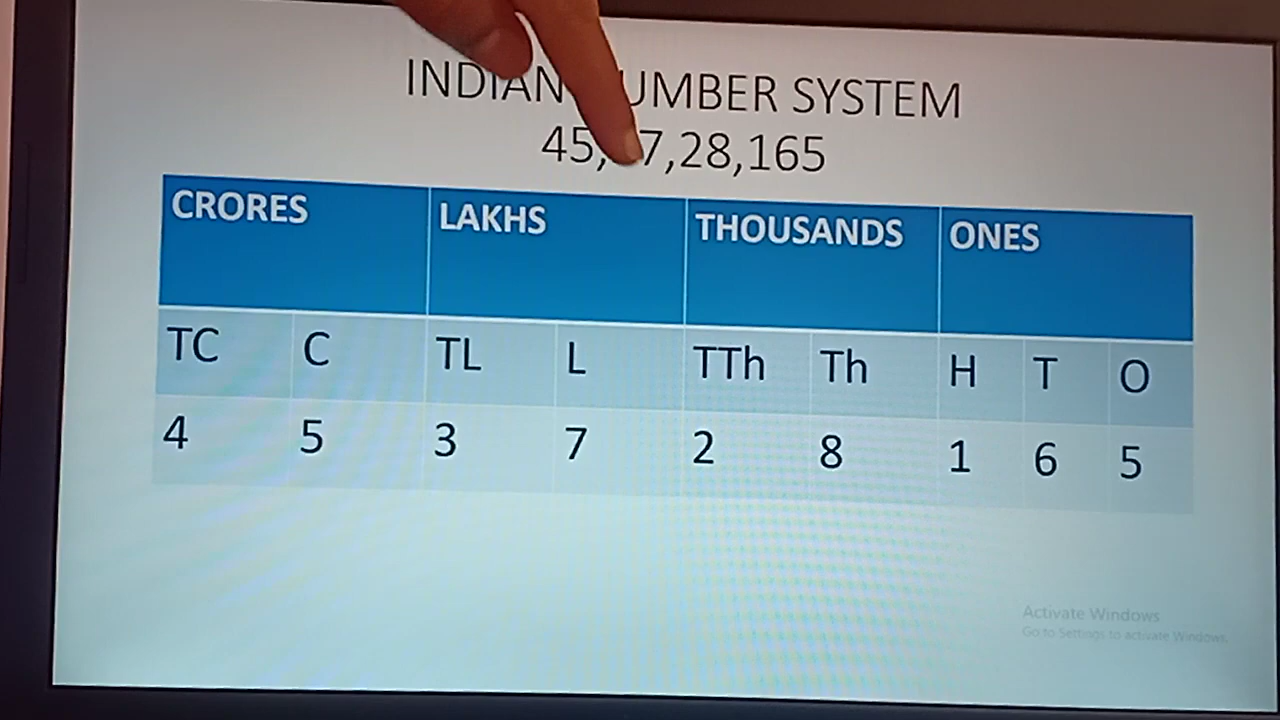 INDIAN UMBER SYSTEM
45, 7,28,165
CRORES LAKHS THOUSANDS ONES
TC C TL L TTh Th H T O
4 5 3 7 2 8 1 6 5
Activate Windows
Go to Settings to activate Windows.